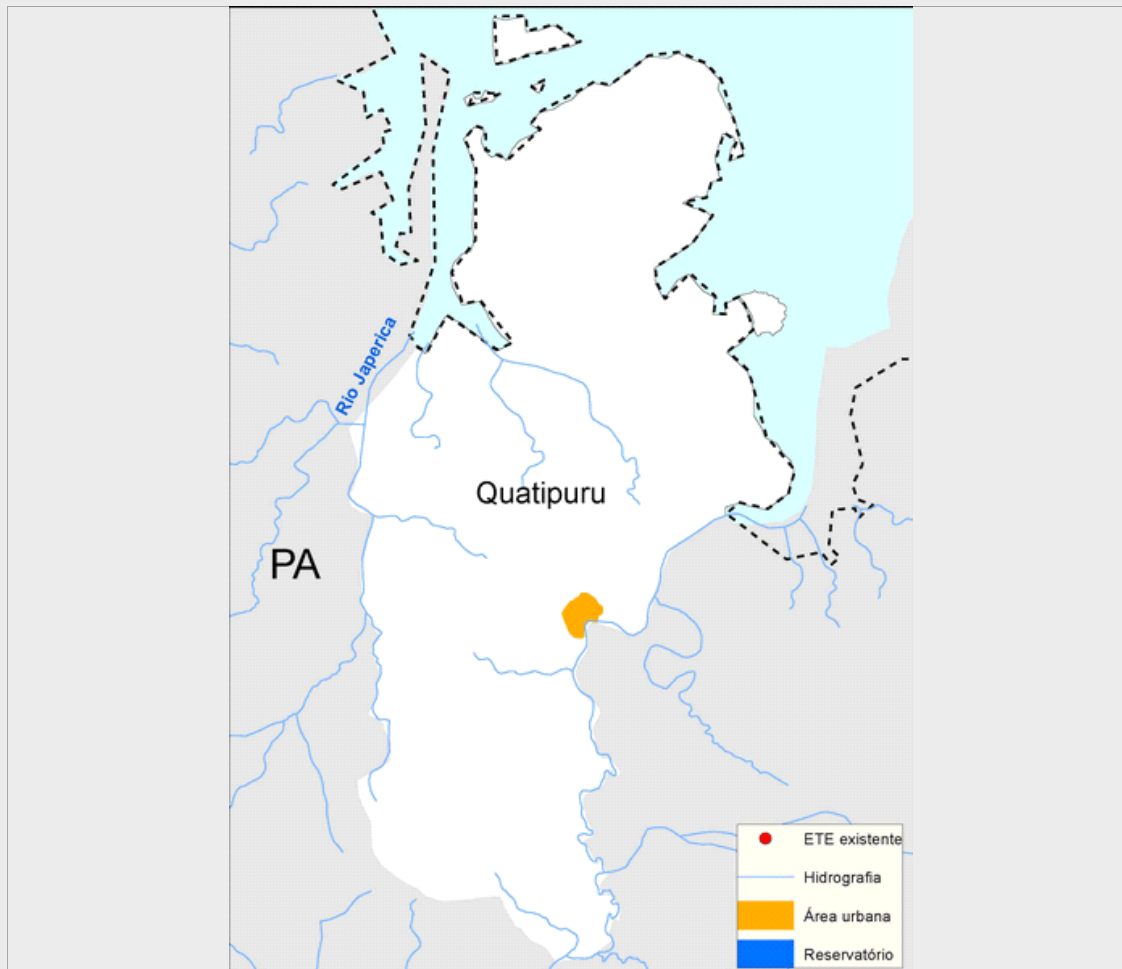 Rio Japerica
Quatipuru
PA
ETE existente
Hidrografia
Área urbana
Reservatório